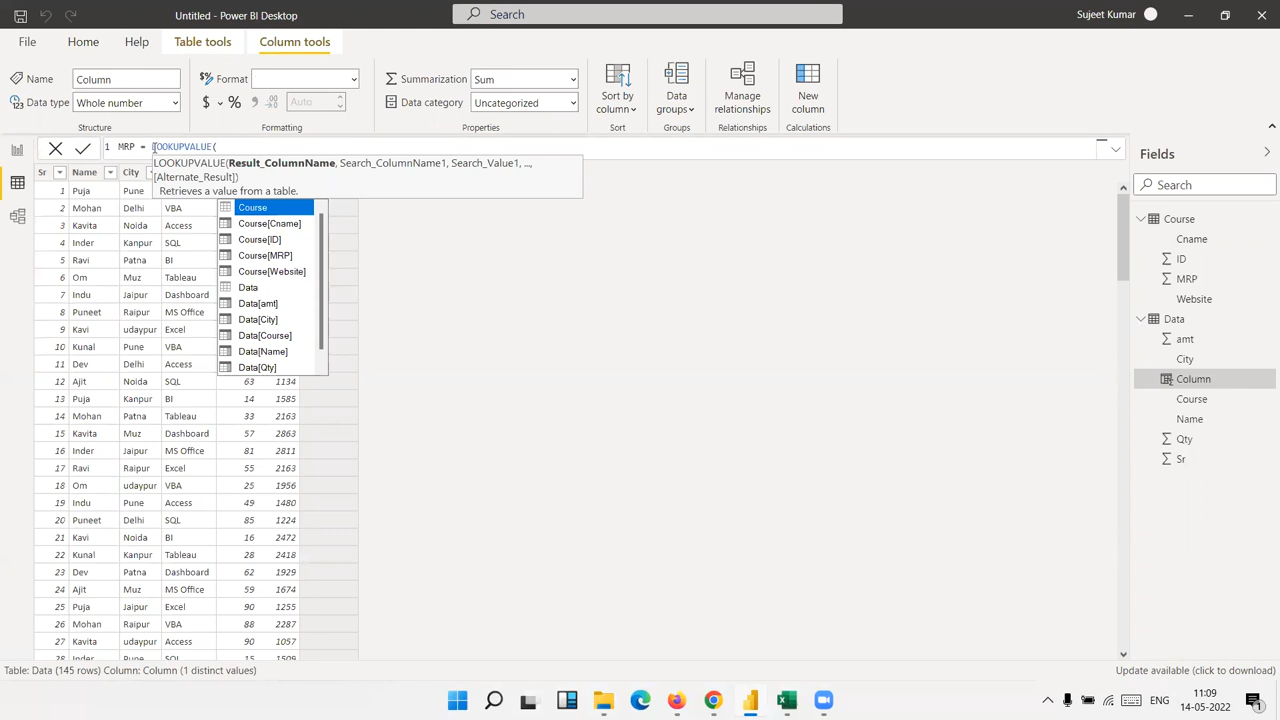 Untitled - Power BI Desktop
Search
Sujeet Kumar
File
Home
Help
Table tools
Column tools
Name
Column
Format
Summarization
Sum
Data type
Whole number
$
%
Auto
Data category
Uncategorized
Sort by
column
Data
groups
Manage
relationships
New
column
Structure
Formatting
Properties
Sort
Groups
Relationships
Calculations
1 MRP = LOOKUPVALUE(
LOOKUPVALUE(Result_ColumnName, Search_ColumnName1, Search_Value1, ...,
[Alternate_Result])
Retrieves a value from a table.
Course
Course[Cname]
Course[ID]
Course[MRP]
Course[Website]
Data
Data[amt]
Data[City]
Data[Course]
Data[Name]
Data[Qty]
Sr Name City
1 Puja Pune
2 Mohan Delhi VBA
3 Kavita Noida Access
4 Inder Kanpur SQL
5 Ravi Patna BI
6 Om Muz Tableau
7 Indu Jaipur Dashboard
8 Puneet Raipur MS Office
9 Kavi udaypur Excel
10 Kunal Pune VBA
11 Dev Delhi Access
12 Ajit Noida SQL 63 1134
13 Puja Kanpur BI 14 1585
14 Mohan Patna Tableau 33 2163
15 Kavita Muz Dashboard 57 2863
16 Inder Jaipur MS Office 81 2811
17 Ravi Raipur Excel 55 2163
18 Om udaypur VBA 25 1956
19 Indu Pune Access 49 1480
20 Puneet Delhi SQL 85 1224
21 Kavi Noida BI 16 2472
22 Kunal Kanpur Tableau 28 2418
23 Dev Patna Dashboard 62 1929
24 Ajit Muz MS Office 59 1674
25 Puja Jaipur Excel 90 1255
26 Mohan Raipur VBA 88 2287
27 Kavita udaypur Access 90 1057
28 Inder Pune SQL 15 1509
Fields
Search
Course
Cname
ID
MRP
Website
Data
amt
City
Column
Course
Name
Qty
Sr
Table: Data (145 rows) Column: Column (1 distinct values)
Update available (click to download)
ENG
11:09
14-05-2022
1